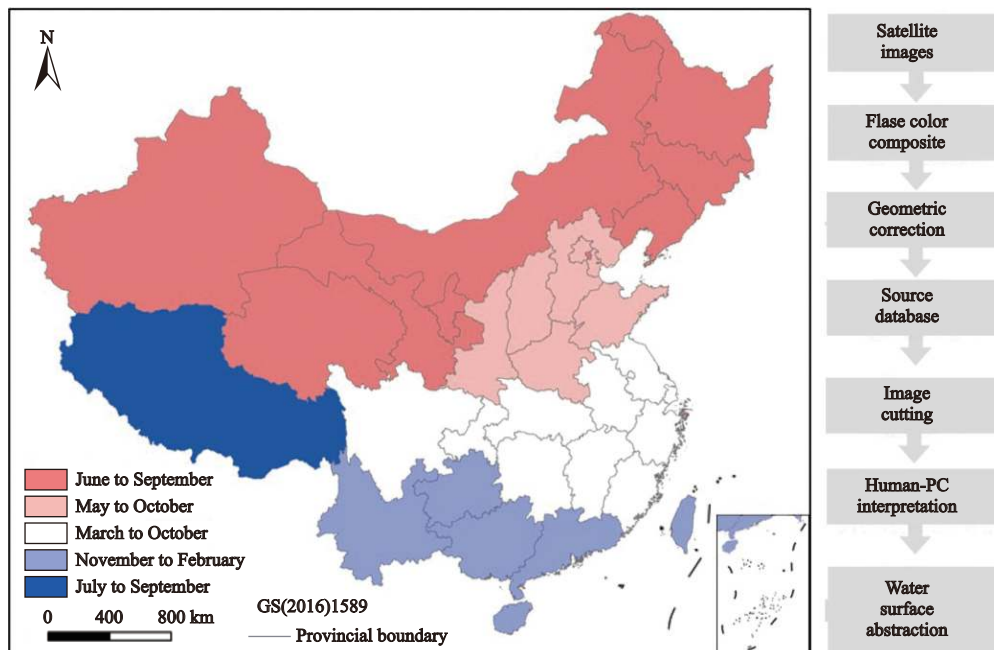 N
June to September
May to October
March to October
November to February
July to September
0 400 800 km
GS(2016)1589
Provincial boundary
Satellite
images
Flase color
composite
Geometric
correction
Source
database
Image
cutting
Human-PC
interpretation
Water
surface
abstraction